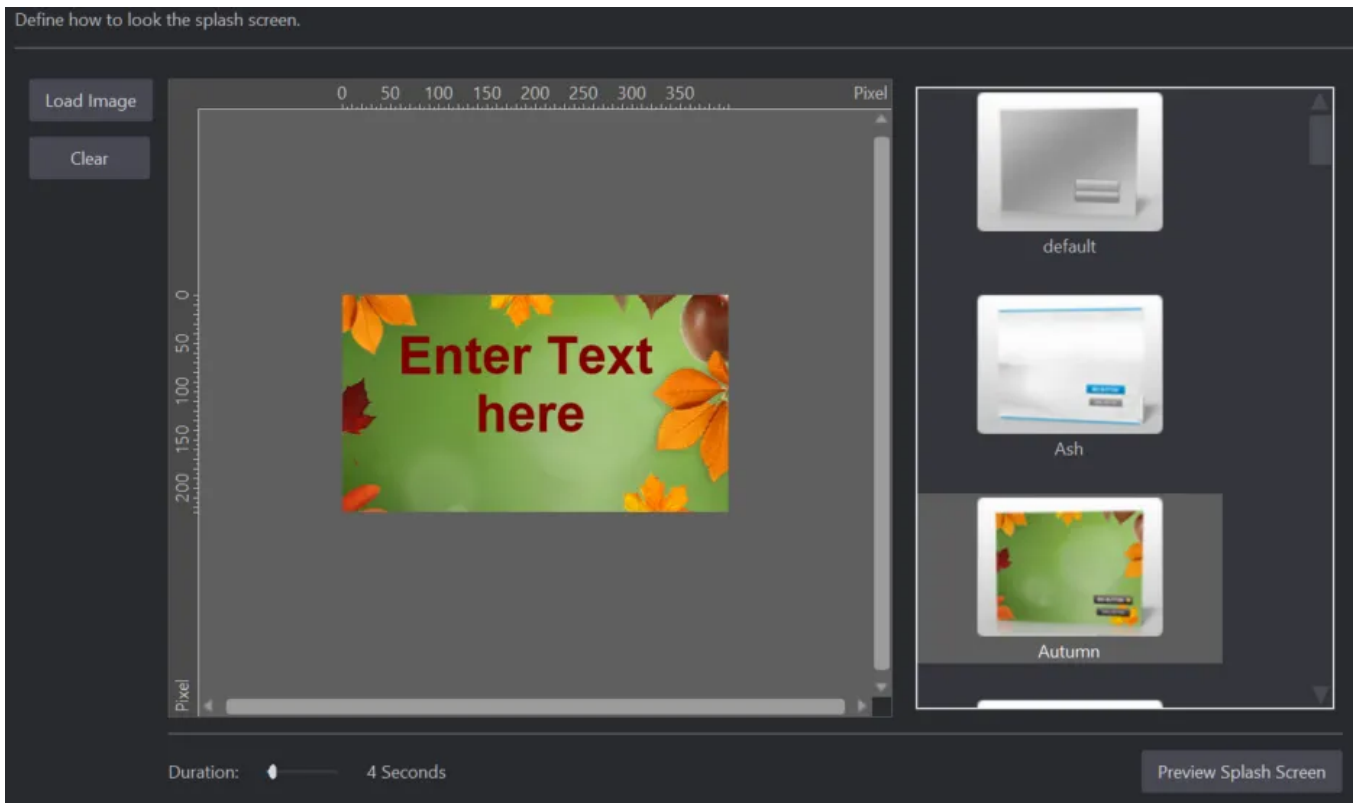 Define how to look the splash screen.
Load Image
Clear
0 50 100 150 200 250 300 350 Pixel
0
50
100
150
200
Pixel
Enter Text
here
default
Ash
Autumn
Duration: 4 Seconds
Preview Splash Screen